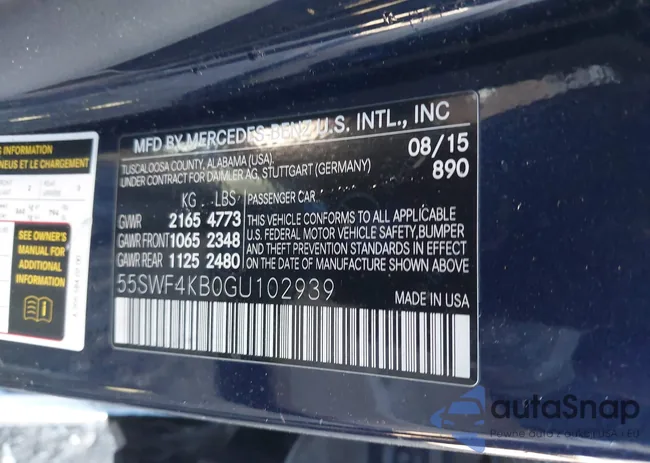 MFD BY MERCEDES-BENZ U.S. INTL., INC
TUSCALOOSA COUNTY, ALABAMA (USA). 08/15
UNDER CONTRACT FOR DAIMLER AG, STUTTGART (GERMANY) 890
KG LBS PASSENGER CAR
GVWR 2165 4773
GAWR FRONT 1065 2348
GAWR REAR 1125 2480
THIS VEHICLE CONFORMS TO ALL APPLICABLE
U.S. FEDERAL MOTOR VEHICLE SAFETY, BUMPER
AND THEFT PREVENTION STANDARDS IN EFFECT
ON THE DATE OF MANUFACTURE SHOWN ABOVE
55SWF4KB0GU102939
MADE IN USA
INFORMATION
PNEUS ET LE CHARGEMENT
SEE OWNER'S
MANUAL FOR
ADDITIONAL
INFORMATION
autoSnap